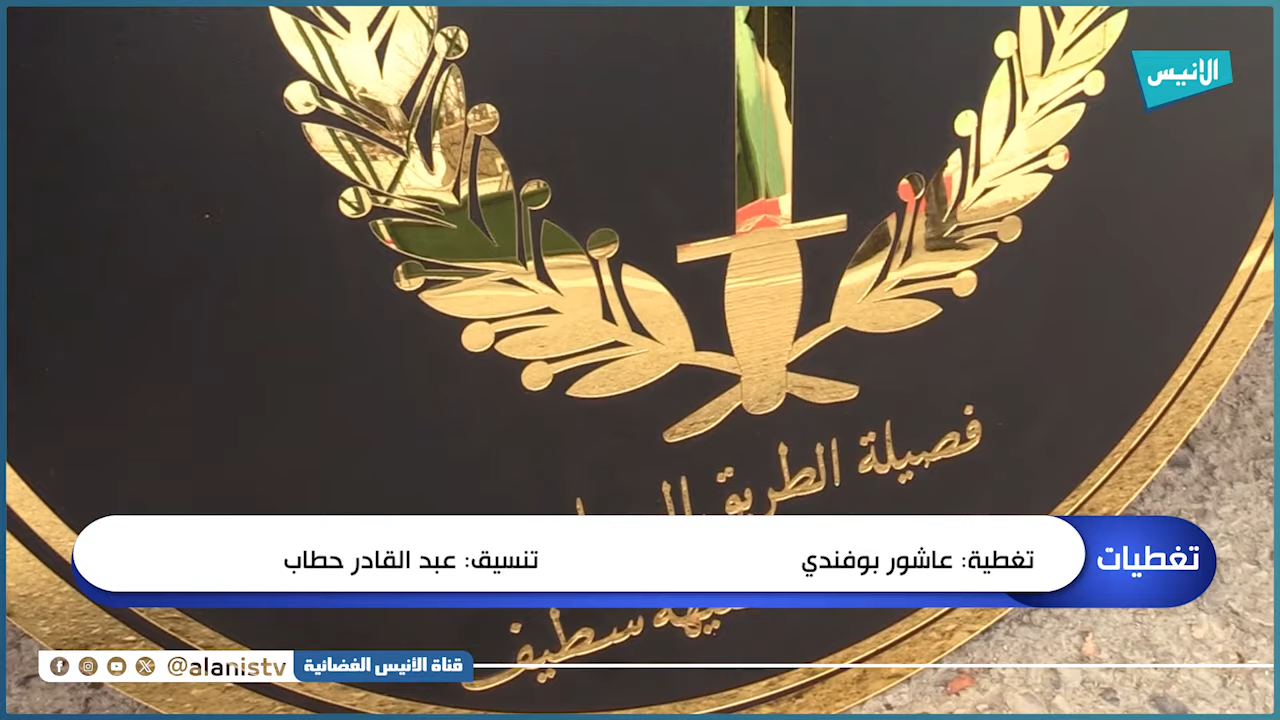 الأنيس
فصيلة الطريق
تغطيات
تغطية: عاشور بوفندي
تنسيق: عبد القادر حطاب
سطيف
@alanistv
قناة الأنيس الفضائية